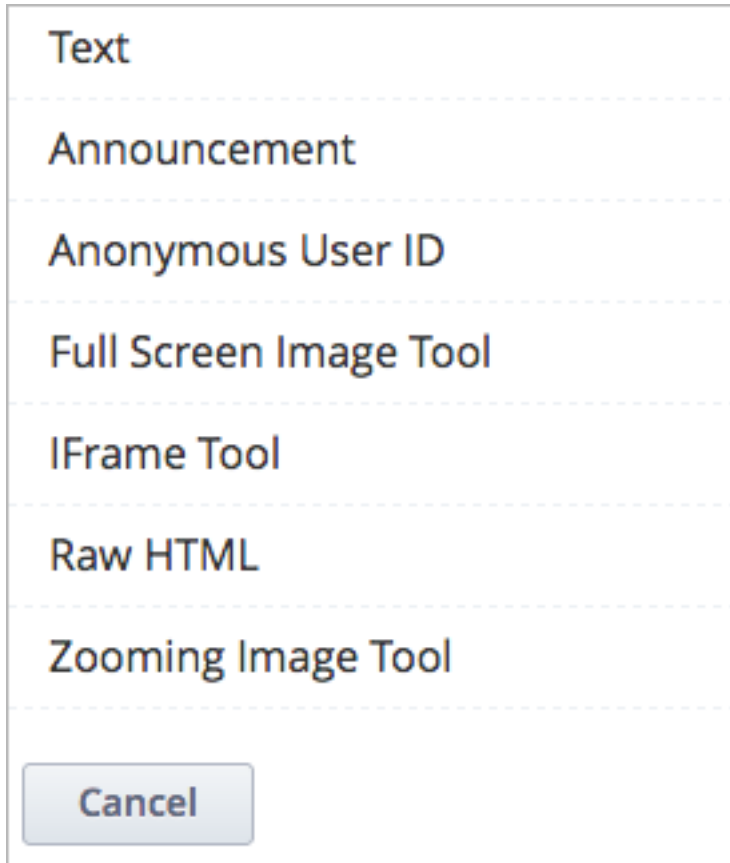 Text
Announcement
Anonymous User ID
Full Screen Image Tool
IFrame Tool
Raw HTML
Zooming Image Tool
Cancel